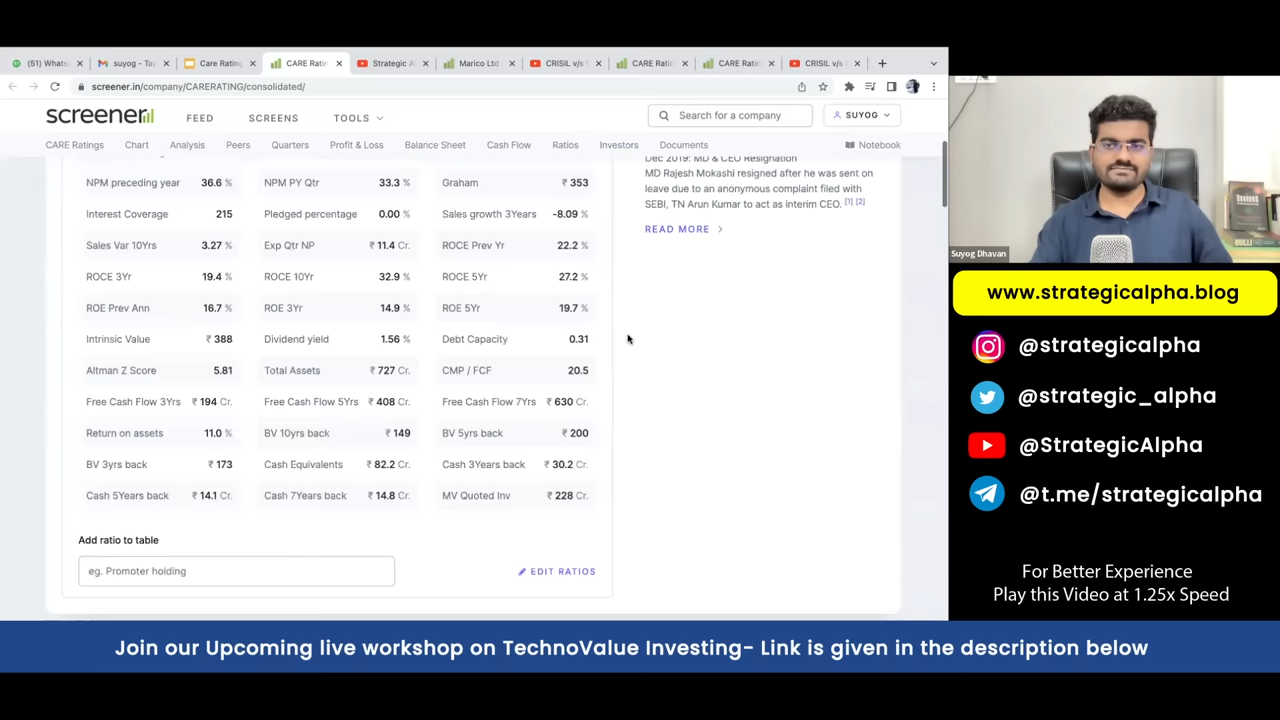 (51) Whats
suyog - Tap
Care Rating
CARE Ratin
Strategic A
Marico Ltd
CRISIL v/s
CARE Ratin
CARE Ratin
CRISIL v/s
screener.in/company/CARERATING/consolidated/
screener
FEED
SCREENS
TOOLS
Search for a company
SUYOG
CARE Ratings
Chart
Analysis
Peers
Quarters
Profit & Loss
Balance Sheet
Cash Flow
Ratios
Investors
Documents
Notebook
NPM preceding year 36.6 % NPM PY Qtr 33.3 % Graham ₹ 353
Interest Coverage 215 Pledged percentage 0.00 % Sales growth 3Years -8.09 %
Sales Var 10Yrs 3.27 % Exp Qtr NP ₹ 11.4 Cr. ROCE Prev Yr 22.2 %
ROCE 3Yr 19.4 % ROCE 10Yr 32.9 % ROCE 5Yr 27.2 %
ROE Prev Ann 16.7 % ROE 3Yr 14.9 % ROE 5Yr 19.7 %
Intrinsic Value ₹ 388 Dividend yield 1.56 % Debt Capacity 0.31
Altman Z Score 5.81 Total Assets ₹ 727 Cr. CMP / FCF 20.5
Free Cash Flow 3Yrs ₹ 194 Cr. Free Cash Flow 5Yrs ₹ 408 Cr. Free Cash Flow 7Yrs ₹ 630 Cr.
Return on assets 11.0 % BV 10yrs back ₹ 149 BV 5yrs back ₹ 200
BV 3yrs back ₹ 173 Cash Equivalents ₹ 82.2 Cr. Cash 3Years back ₹ 30.2 Cr.
Cash 5Years back ₹ 14.1 Cr. Cash 7Years back ₹ 14.8 Cr. MV Quoted Inv ₹ 228 Cr.
Add ratio to table
eg. Promoter holding
EDIT RATIOS
Dec 2019: MD & CEO Resignation
MD Rajesh Mokashi resigned after he was sent on
leave due to an anonymous complaint filed with
SEBI, TN Arun Kumar to act as interim CEO. [1] [2]
READ MORE
Suyog Dhavan
www.strategicalpha.blog
@strategicalpha
@strategic_alpha
@StrategicAlpha
@t.me/strategicalpha
For Better Experience
Play this Video at 1.25x Speed
Join our Upcoming live workshop on TechnoValue Investing- Link is given in the description below